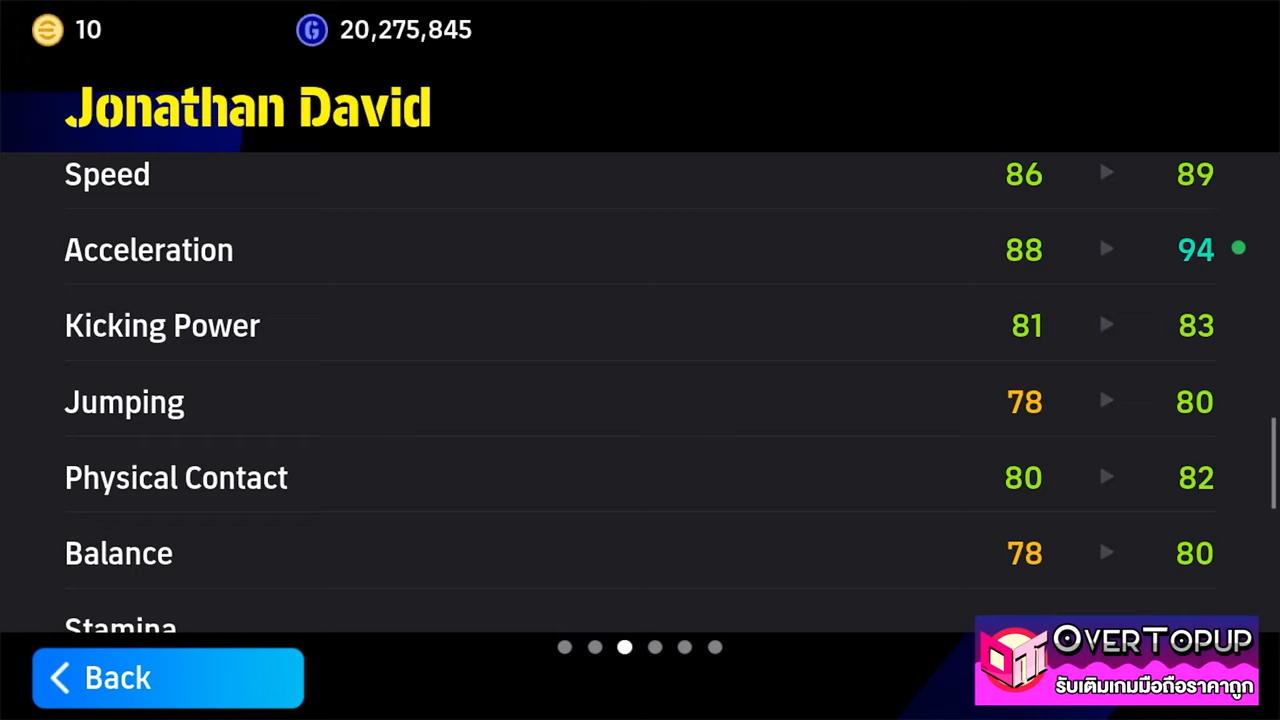 10 20,275,845
Jonathan David
Speed 86 89
Acceleration 88 94
Kicking Power 81 83
Jumping 78 80
Physical Contact 80 82
Balance 78 80
Stamina
Back
OVERTOPUP
รับเติมเกมมือถือราคาถูก